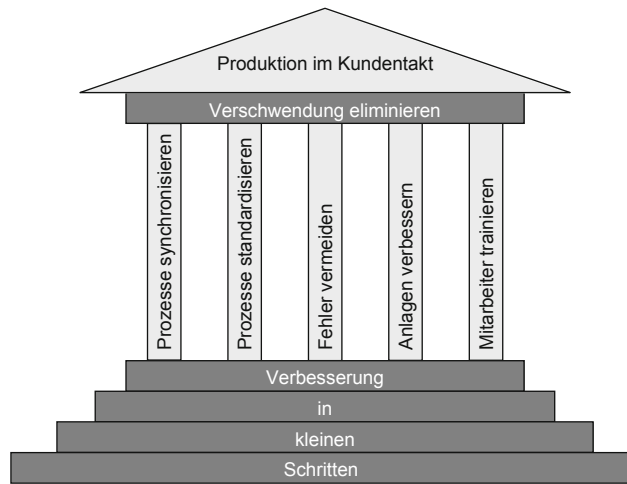 Produktion im Kundentakt
Verschwendung eliminieren
Prozesse synchronisieren
Prozesse standardisieren
Fehler vermeiden
Anlagen verbessern
Mitarbeiter trainieren
Verbesserung
in
kleinen
Schritten